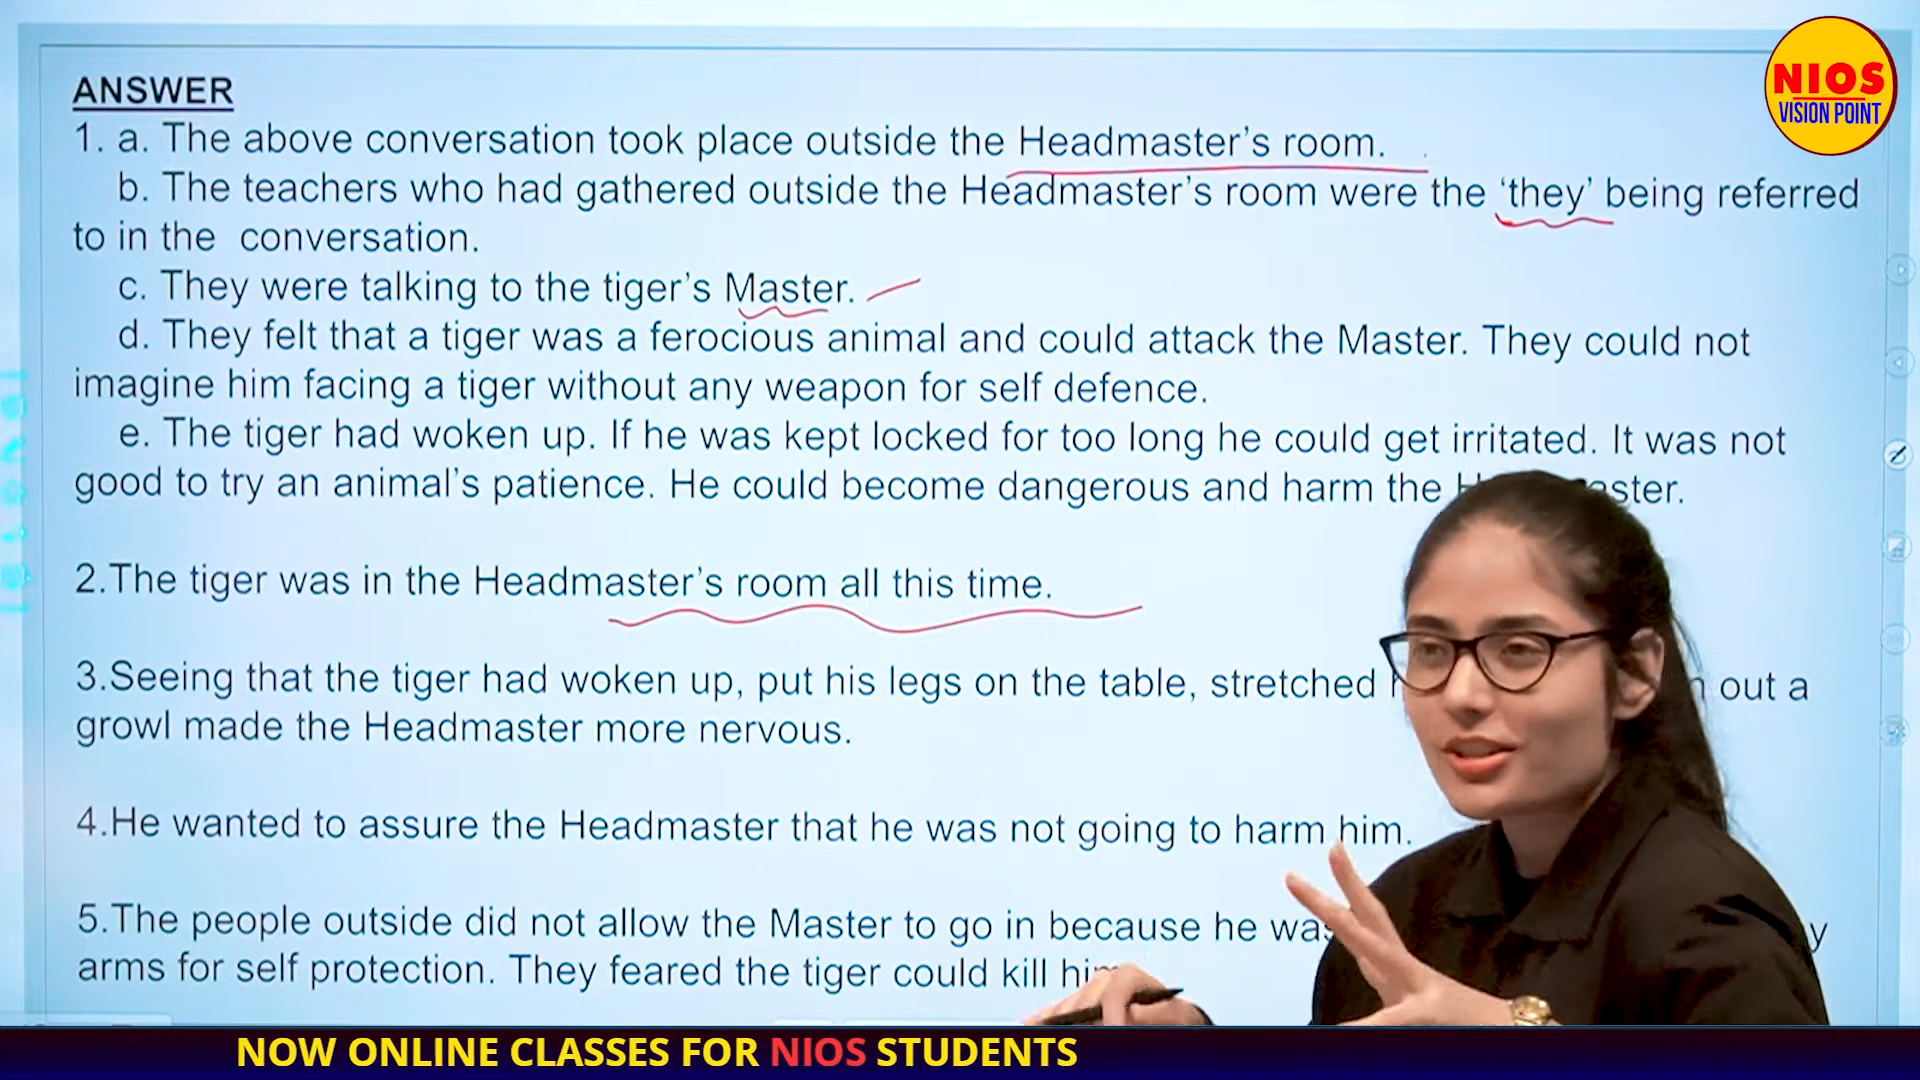 ANSWER
1. a. The above conversation took place outside the Headmaster's room.
b. The teachers who had gathered outside the Headmaster's room were the 'they' being referred
to in the conversation.
c. They were talking to the tiger's Master.
d. They felt that a tiger was a ferocious animal and could attack the Master. They could not
imagine him facing a tiger without any weapon for self defence.
e. The tiger had woken up. If he was kept locked for too long he could get irritated. It was not
good to try an animal's patience. He could become dangerous and harm the
2.The tiger was in the Headmaster's room all this time.
3.Seeing that the tiger had woken up, put his legs on the table, stretched out a
growl made the Headmaster more nervous.
4.He wanted to assure the Headmaster that he was not going to harm him.
5.The people outside did not allow the Master to go in because he was
arms for self protection. They feared the tiger could kill
NIOS
VISION POINT
NOW ONLINE CLASSES FOR NIOS STUDENTS